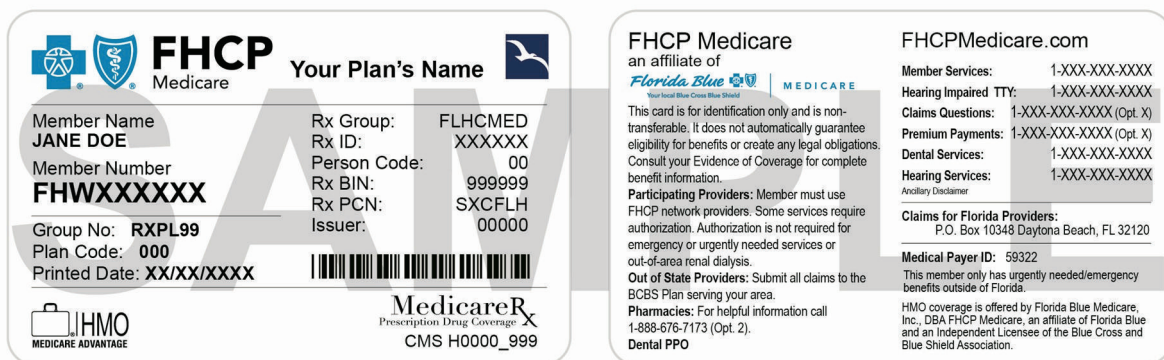 SAMPLE
FHCP
Medicare
Your Plan's Name
Member Name
JANE DOE
Member Number
FHWXXXXXX
Group No: RXPL99
Plan Code: 000
Printed Date: XX/XX/XXXX
Rx Group: FLHCMED
Rx ID: XXXXXX
Person Code: 00
Rx BIN: 999999
Rx PCN: SXCFLH
Issuer: 00000
HMO
MEDICARE ADVANTAGE
MedicareRx
Prescription Drug Coverage
CMS H0000_999
FHCP Medicare
an affiliate of
Florida Blue
Your local Blue Cross Blue Shield
MEDICARE
This card is for identification only and is non-
transferable. It does not automatically guarantee
eligibility for benefits or create any legal obligations.
Consult your Evidence of Coverage for complete
benefit information.
Participating Providers: Member must use
FHCP network providers. Some services require
authorization. Authorization is not required for
emergency or urgently needed services or
out-of-area renal dialysis.
Out of State Providers: Submit all claims to the
BCBS Plan serving your area.
Pharmacies: For helpful information call
1-888-676-7173 (Opt. 2).
Dental PPO
FHCPMedicare.com
Member Services: 1-XXX-XXX-XXXX
Hearing Impaired TTY: 1-XXX-XXX-XXXX
Claims Questions: 1-XXX-XXX-XXXX (Opt. X)
Premium Payments: 1-XXX-XXX-XXXX (Opt. X)
Dental Services: 1-XXX-XXX-XXXX
Hearing Services: 1-XXX-XXX-XXXX
Ancillary Disclaimer
Claims for Florida Providers:
P.O. Box 10348 Daytona Beach, FL 32120
Medical Payer ID: 59322
This member only has urgently needed/emergency
benefits outside of Florida.
HMO coverage is offered by Florida Blue Medicare,
Inc., DBA FHCP Medicare, an affiliate of Florida Blue
and an Independent Licensee of the Blue Cross and
Blue Shield Association.